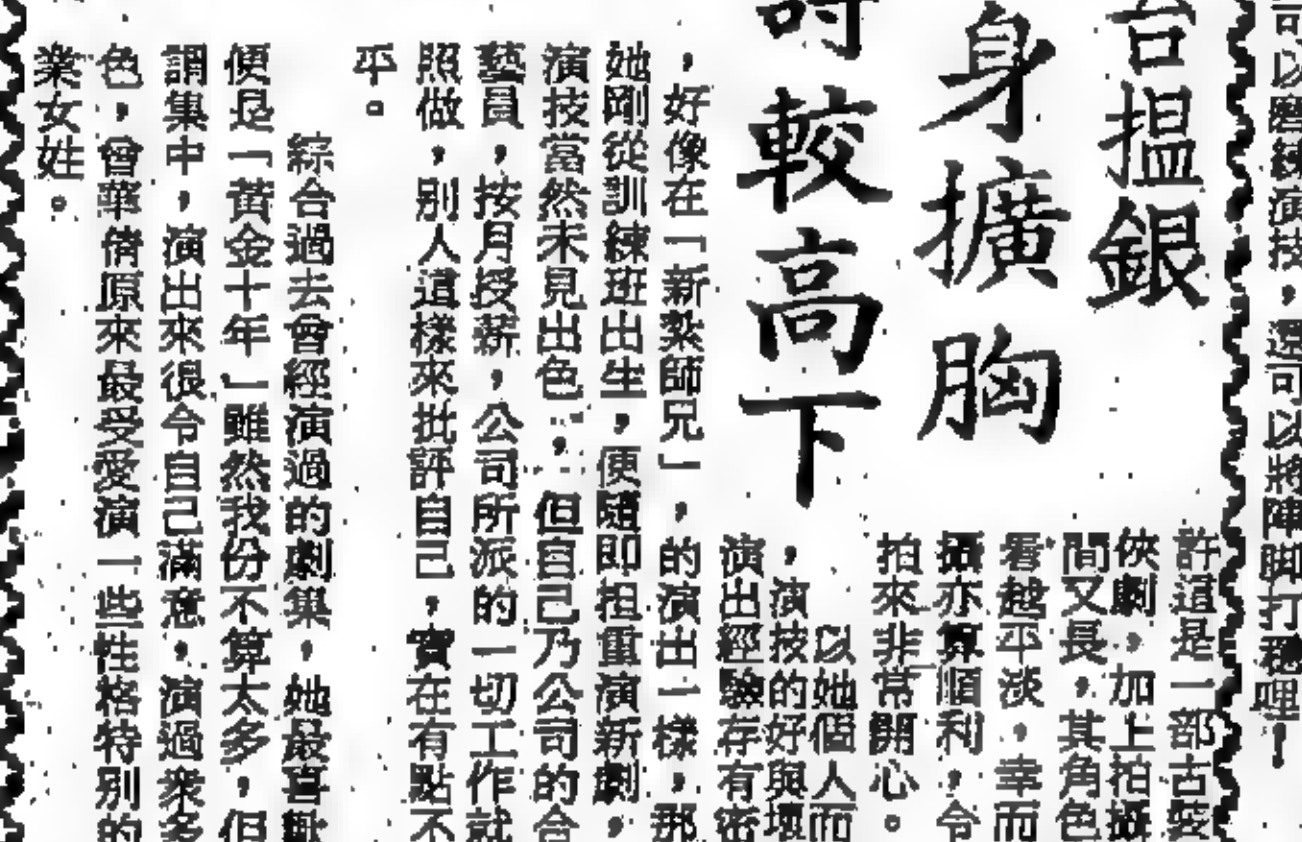 可以磨練演技，還可以將陣脚打穩哩！
台搵銀
身擴胸
時較高下
許這是一部古裝
俠劇，加上拍攝
間又長，其角色
看越平淡，幸而
攝亦算順利，令
拍來非常開心。
以她個人而
，演技的好與壞
演出經驗存有密
，好像在「新紮師兄」，的演出一樣，那
她剛從訓練班出生，便隨即担重演新劇，
演技當然未見出色，但自己乃公司的合
藝員，按月授薪，公司所派的一切工作就
照做，別人這樣來批評自己，實在有點不
平。
綜合過去曾經演過的劇集，她最喜歡
便是「黃金十年」雖然我份不算太多，但
謂集中，演出來很令自己滿意。演過衆多
色，曾華倩原來最受愛演一些性格特別的
業女姓。